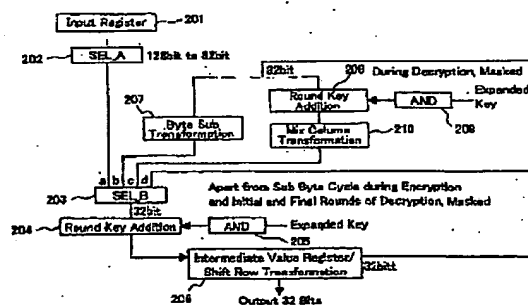 Input Register
201
202
SEL_A
128bit to 32bit
32bit
206
During Decryption, Masked
207
Round Key
Addition
AND
Expanded
Key
Byte Sub
Transformation
Mix Column
Transformation
210
209
a b c d
203
SEL_B
Apart from Sub Byte Cycle during Encryption
and Initial and Final Rounds of Decryption, Masked
32bit
204
Round Key Addition
AND
Expanded Key
205
Intermediate Value Register/
Shift Row Transformation
32bit
206
Output 32 Bits